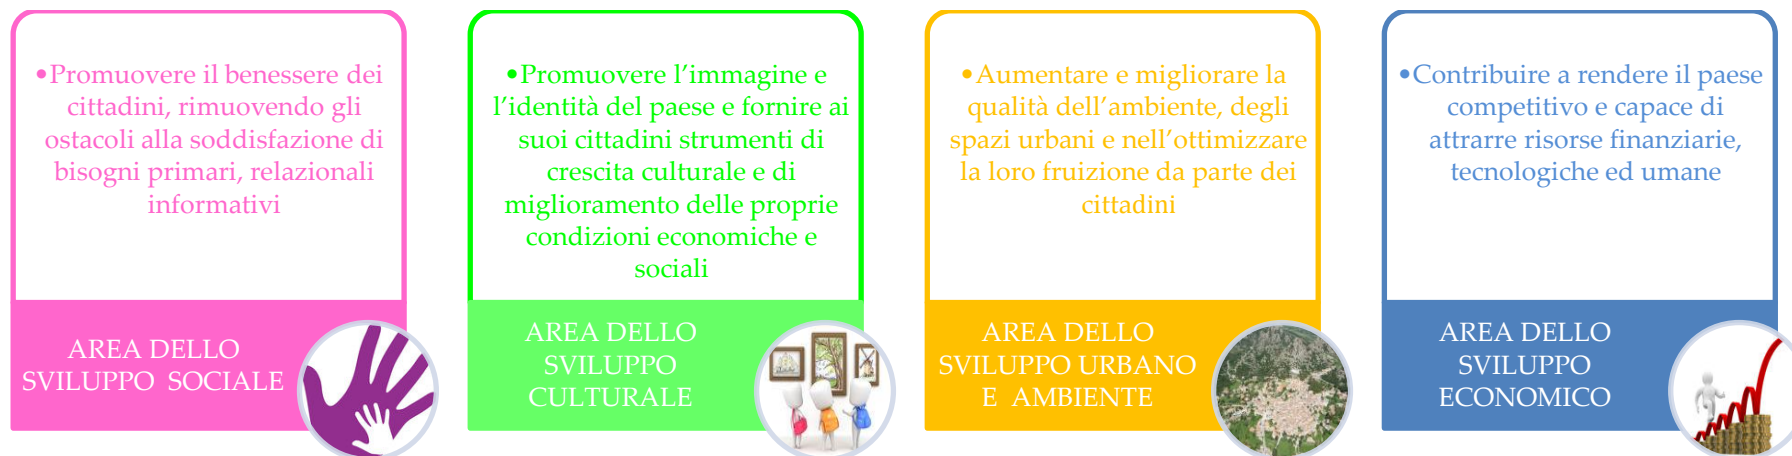 •Promuovere il benessere dei
cittadini, rimuovendo gli
ostacoli alla soddisfazione di
bisogni primari, relazionali
informativi
AREA DELLO
SVILUPPO SOCIALE
•Promuovere l’immagine e
l’identità del paese e fornire ai
suoi cittadini strumenti di
crescita culturale e di
miglioramento delle proprie
condizioni economiche e
sociali
AREA DELLO
SVILUPPO
CULTURALE
•Aumentare e migliorare la
qualità dell’ambiente, degli
spazi urbani e nell’ottimizzare
la loro fruizione da parte dei
cittadini
AREA DELLO
SVILUPPO URBANO
E AMBIENTE
•Contribuire a rendere il paese
competitivo e capace di
attrarre risorse finanziarie,
tecnologiche ed umane
AREA DELLO
SVILUPPO
ECONOMICO